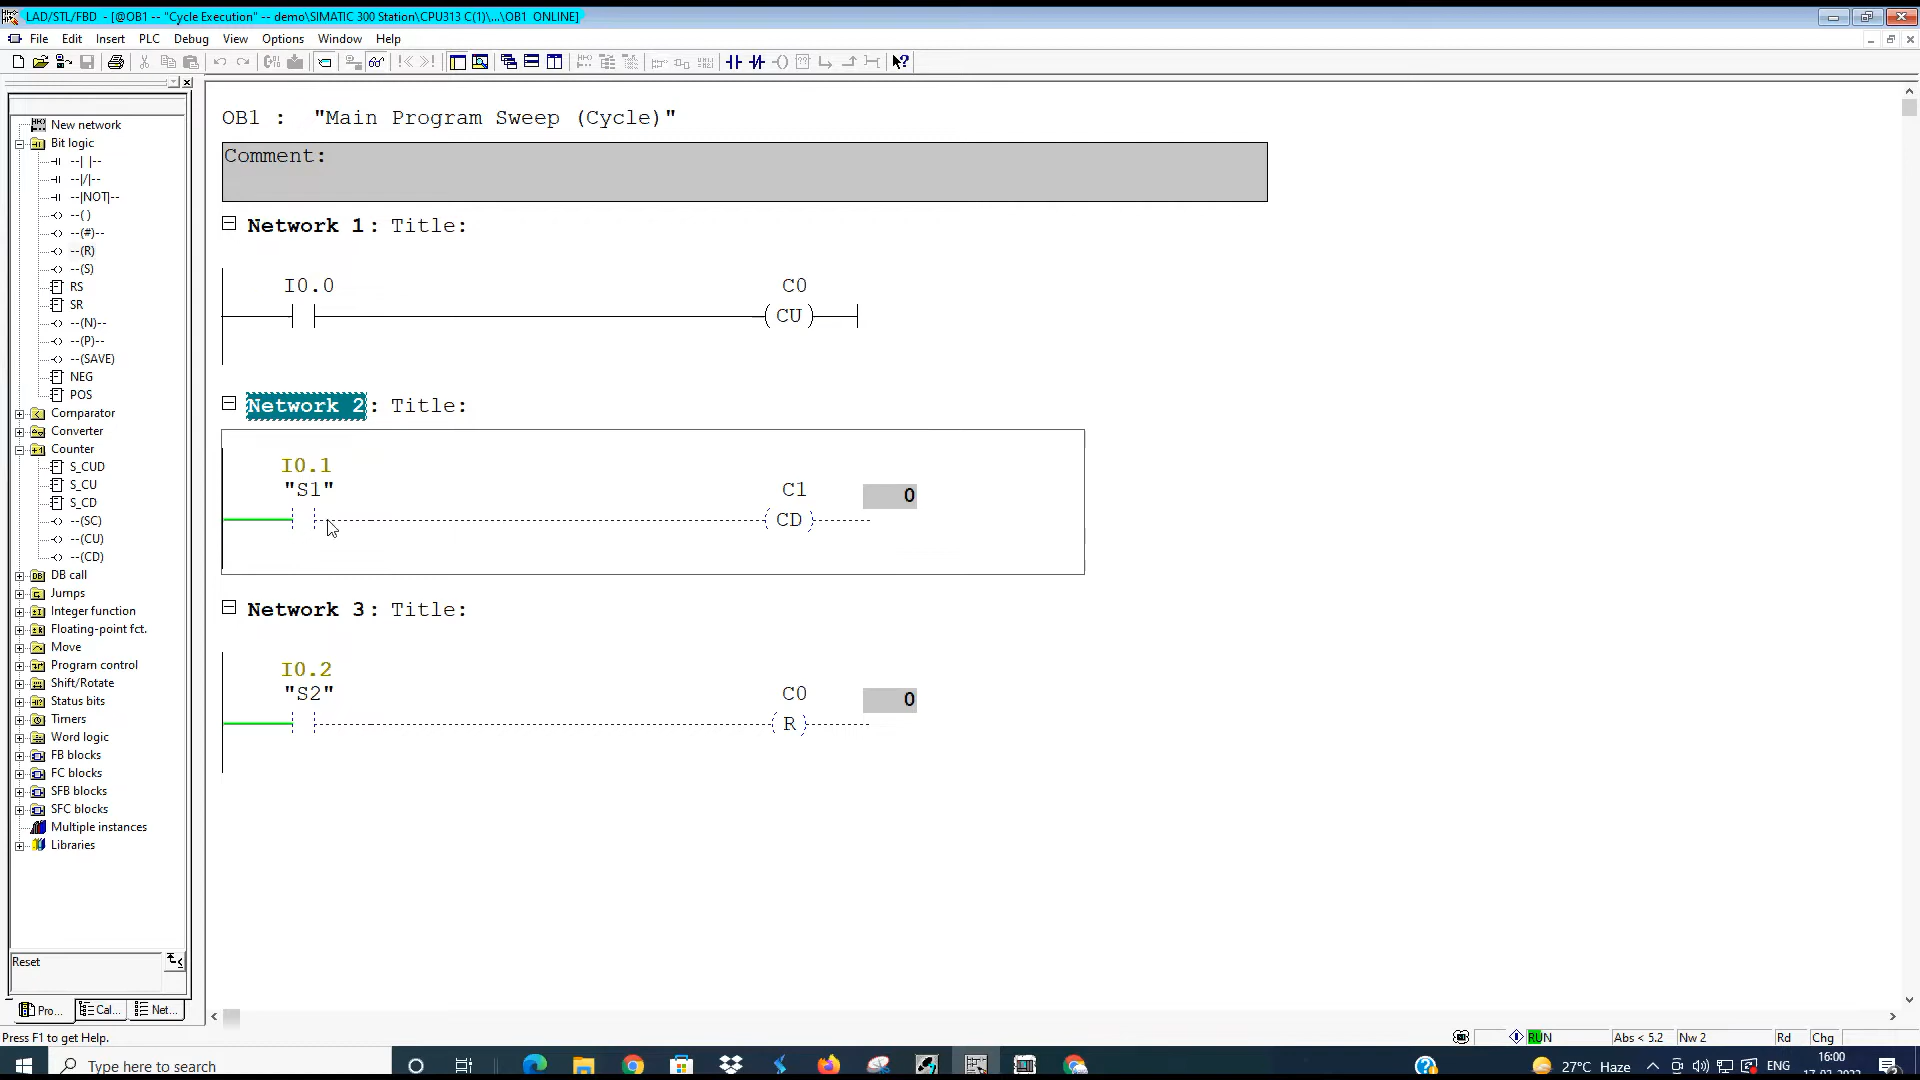 LAD/STL/FBD - [@OB1 -- "Cycle Execution" -- demo\SIMATIC 300 Station\CPU313 C(1)\...\OB1 ONLINE]
File Edit Insert PLC Debug View Options Window Help
New network
Bit logic
--| |--
--|/|--
--|NOT|--
--( )
--(#)--
--(R)
--(S)
RS
SR
--(N)--
--(P)--
--(SAVE)
NEG
POS
Comparator
Converter
Counter
S_CUD
S_CU
S_CD
--(SC)
--(CU)
--(CD)
DB call
Jumps
Integer function
Floating-point fct.
Move
Program control
Shift/Rotate
Status bits
Timers
Word logic
FB blocks
FC blocks
SFB blocks
SFC blocks
Multiple instances
Libraries
Reset
Pro... Cal... Net...
OB1 : "Main Program Sweep (Cycle)"
Comment:
Network 1: Title:
I0.0 C0
(CU)
Network 2: Title:
I0.1
"S1" C1 0
(CD)
Network 3: Title:
I0.2
"S2" C0 0
(R)
Press F1 to get Help. RUN Abs < 5.2 Nw 2 Rd Chg
Type here to search 27°C Haze ENG 16:00